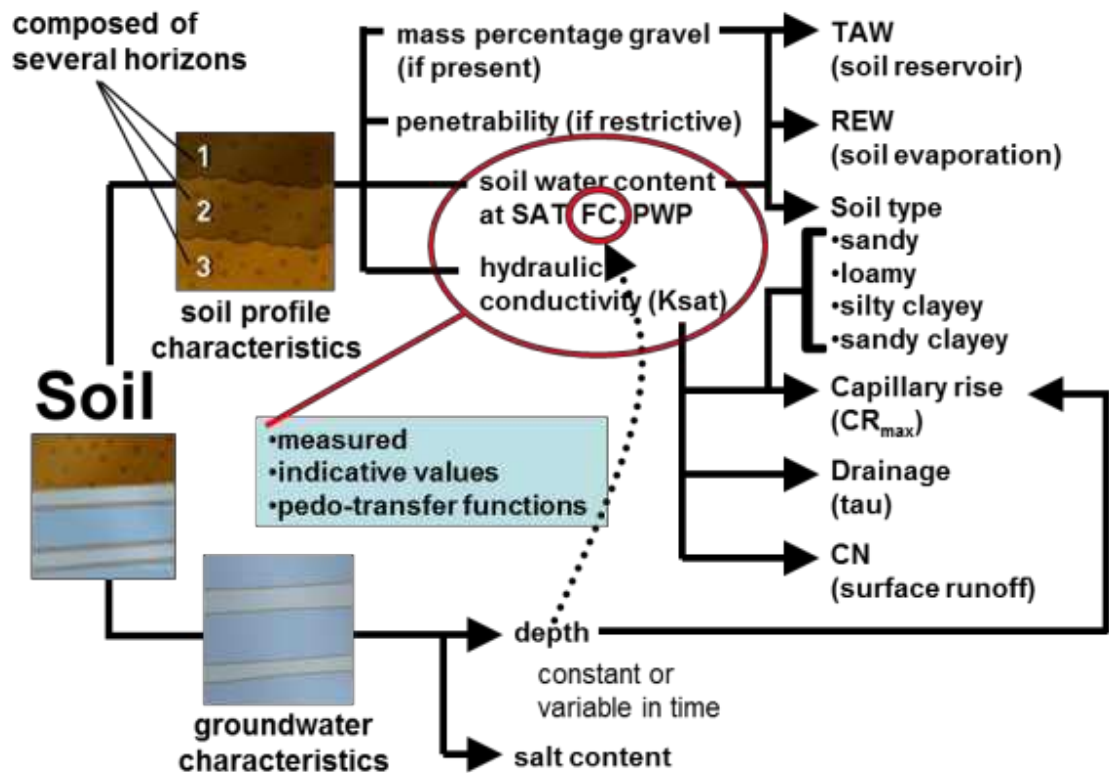 composed of
several horizons
1
2
3
soil profile
characteristics
Soil
mass percentage gravel
(if present)
penetrability (if restrictive)
soil water content
at SAT, FC, PWP
hydraulic
conductivity (Ksat)
•measured
•indicative values
•pedo-transfer functions
TAW
(soil reservoir)
REW
(soil evaporation)
Soil type
•sandy
•loamy
•silty clayey
•sandy clayey
Capillary rise
(CRmax)
Drainage
(tau)
CN
(surface runoff)
groundwater
characteristics
depth
constant or
variable in time
salt content